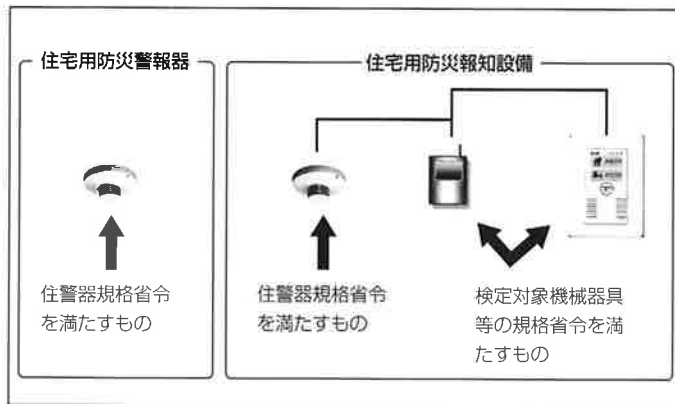 住宅用防災警報器
住宅用防災報知設備
住警器規格省令
を満たすもの
住警器規格省令
を満たすもの
検定対象機械器具
等の規格省令を満
たすもの